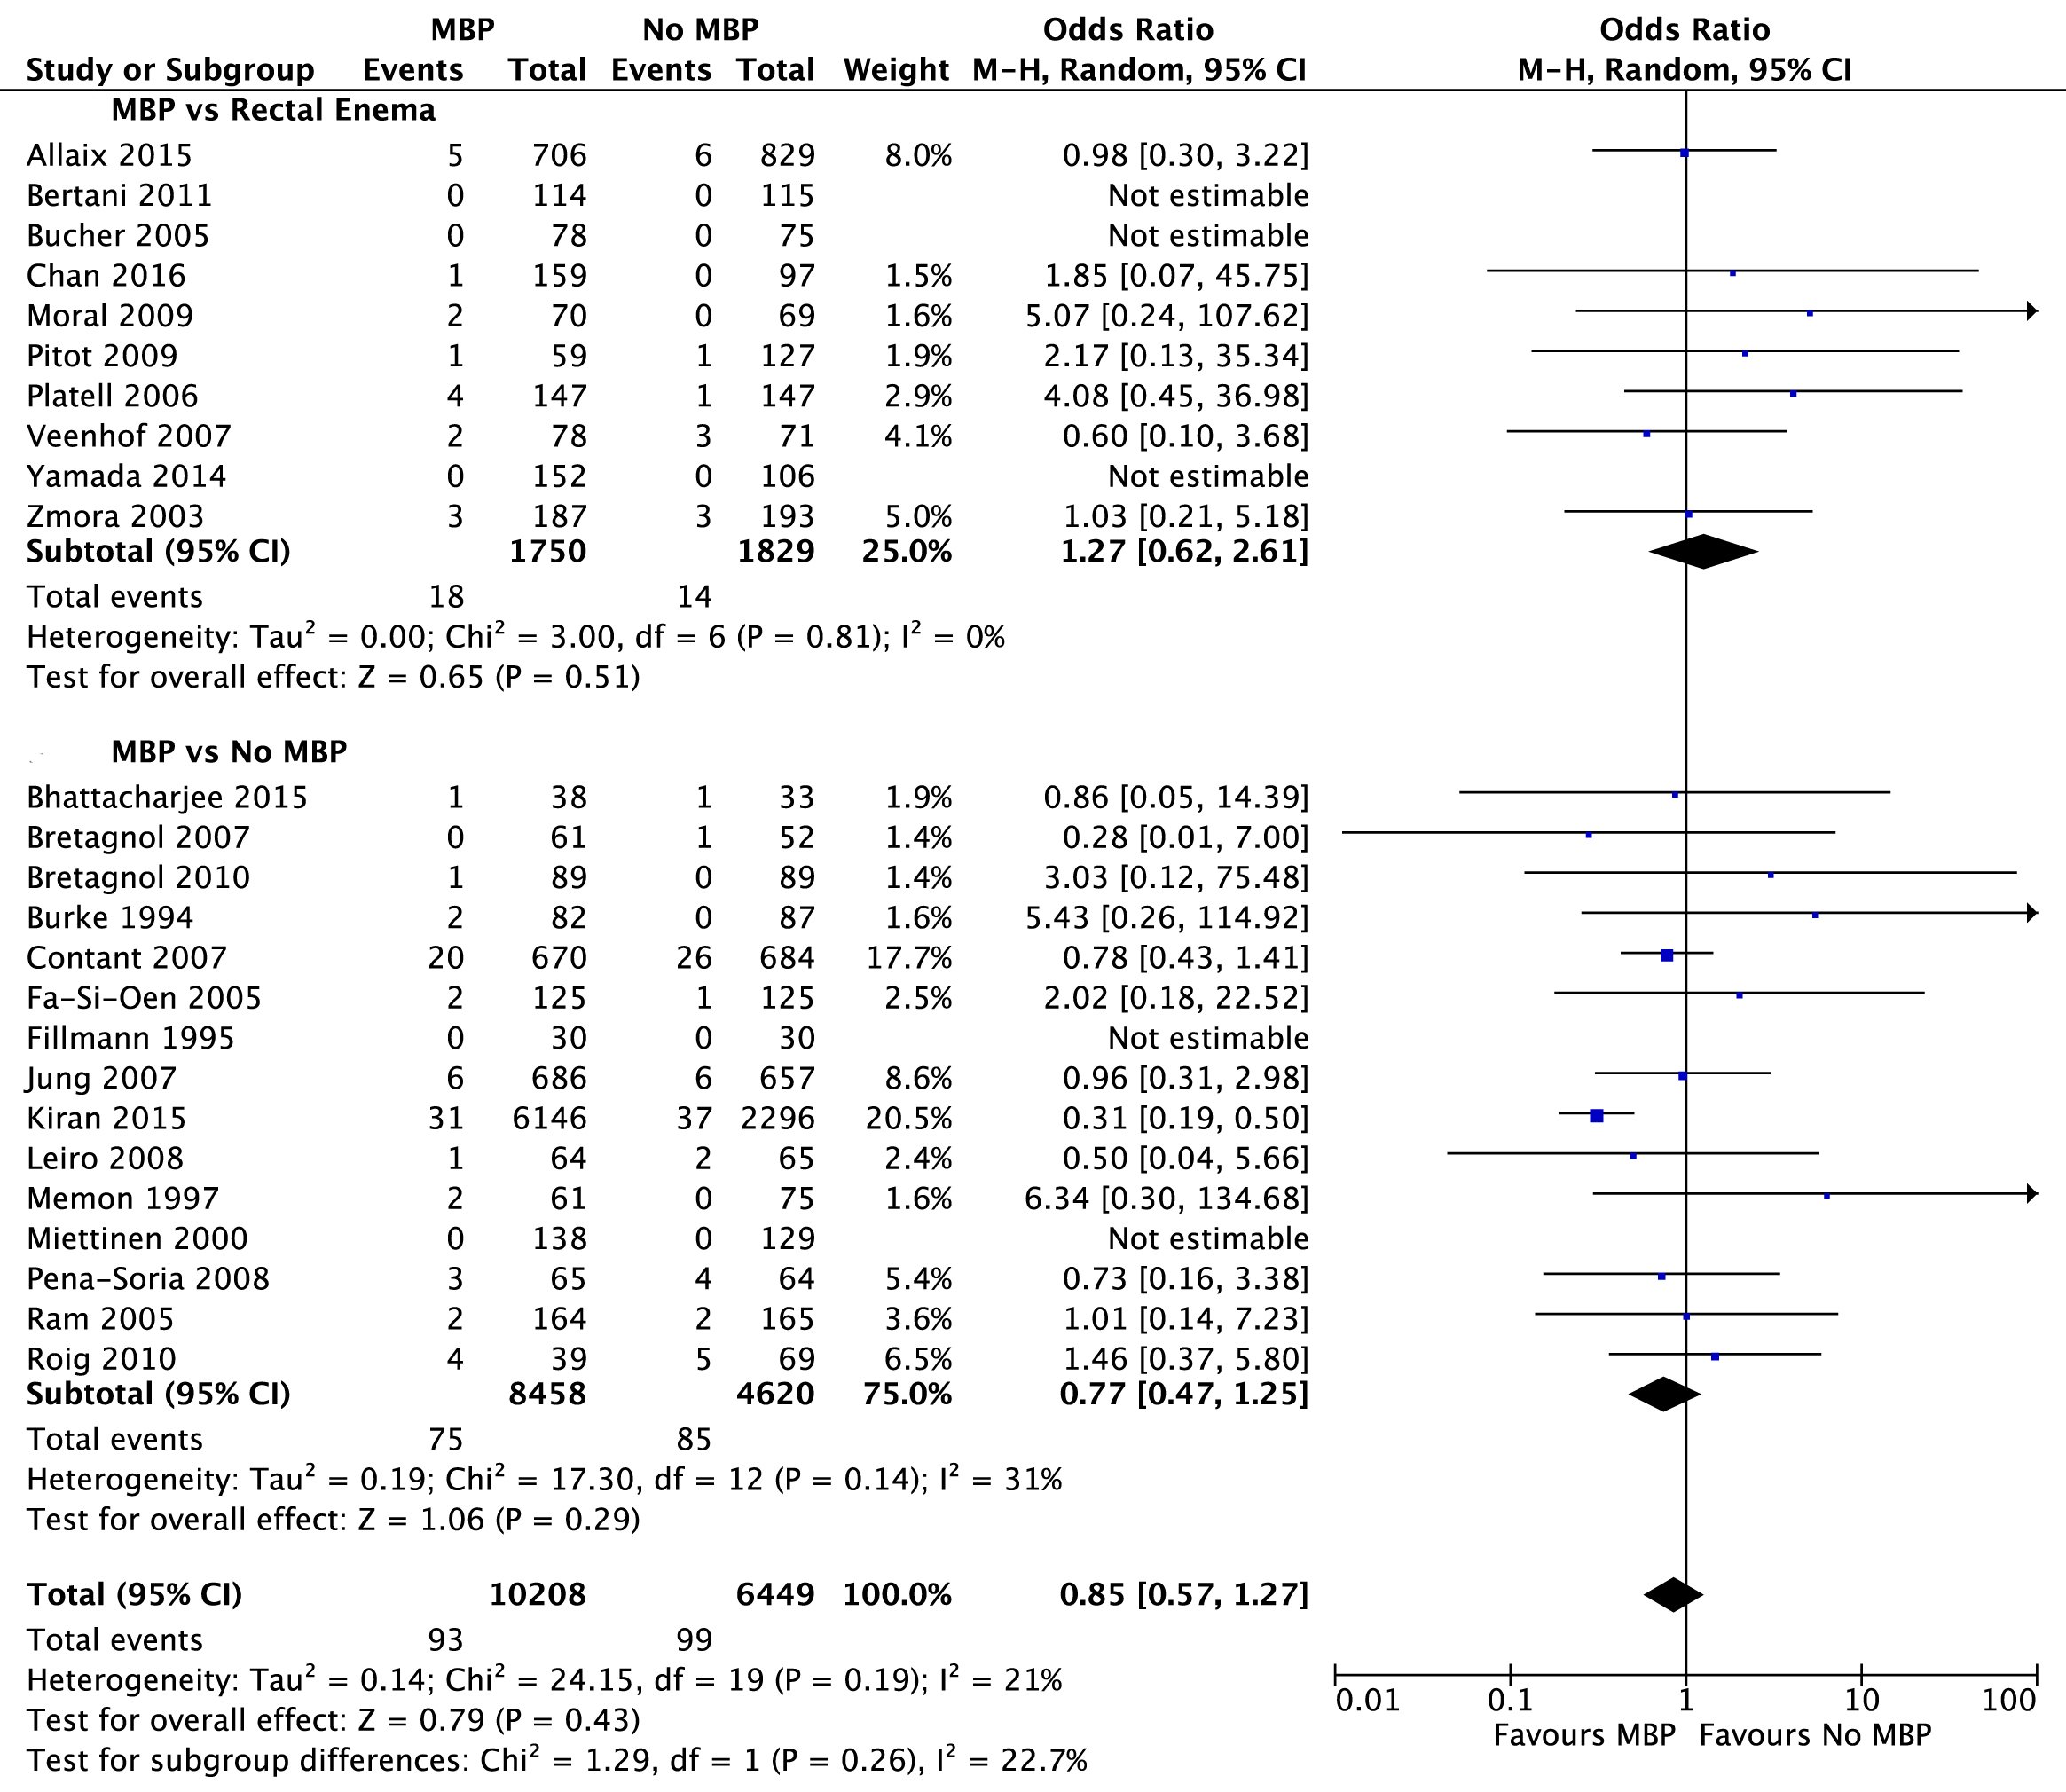 MBP No MBP Odds Ratio Odds Ratio
Study or Subgroup Events Total Events Total Weight M-H, Random, 95% CI M-H, Random, 95% CI
MBP vs Rectal Enema
Allaix 2015 5 706 6 829 8.0% 0.98 [0.30, 3.22]
Bertani 2011 0 114 0 115 Not estimable
Bucher 2005 0 78 0 75 Not estimable
Chan 2016 1 159 0 97 1.5% 1.85 [0.07, 45.75]
Moral 2009 2 70 0 69 1.6% 5.07 [0.24, 107.62]
Pitot 2009 1 59 1 127 1.9% 2.17 [0.13, 35.34]
Platell 2006 4 147 1 147 2.9% 4.08 [0.45, 36.98]
Veenhof 2007 2 78 3 71 4.1% 0.60 [0.10, 3.68]
Yamada 2014 0 152 0 106 Not estimable
Zmora 2003 3 187 3 193 5.0% 1.03 [0.21, 5.18]
Subtotal (95% CI) 1750 1829 25.0% 1.27 [0.62, 2.61]
Total events 18 14
Heterogeneity: Tau² = 0.00; Chi² = 3.00, df = 6 (P = 0.81); I² = 0%
Test for overall effect: Z = 0.65 (P = 0.51)
MBP vs No MBP
Bhattacharjee 2015 1 38 1 33 1.9% 0.86 [0.05, 14.39]
Bretagnol 2007 0 61 1 52 1.4% 0.28 [0.01, 7.00]
Bretagnol 2010 1 89 0 89 1.4% 3.03 [0.12, 75.48]
Burke 1994 2 82 0 87 1.6% 5.43 [0.26, 114.92]
Contant 2007 20 670 26 684 17.7% 0.78 [0.43, 1.41]
Fa-Si-Oen 2005 2 125 1 125 2.5% 2.02 [0.18, 22.52]
Fillmann 1995 0 30 0 30 Not estimable
Jung 2007 6 686 6 657 8.6% 0.96 [0.31, 2.98]
Kiran 2015 31 6146 37 2296 20.5% 0.31 [0.19, 0.50]
Leiro 2008 1 64 2 65 2.4% 0.50 [0.04, 5.66]
Memon 1997 2 61 0 75 1.6% 6.34 [0.30, 134.68]
Miettinen 2000 0 138 0 129 Not estimable
Pena-Soria 2008 3 65 4 64 5.4% 0.73 [0.16, 3.38]
Ram 2005 2 164 2 165 3.6% 1.01 [0.14, 7.23]
Roig 2010 4 39 5 69 6.5% 1.46 [0.37, 5.80]
Subtotal (95% CI) 8458 4620 75.0% 0.77 [0.47, 1.25]
Total events 75 85
Heterogeneity: Tau² = 0.19; Chi² = 17.30, df = 12 (P = 0.14); I² = 31%
Test for overall effect: Z = 1.06 (P = 0.29)
Total (95% CI) 10208 6449 100.0% 0.85 [0.57, 1.27]
Total events 93 99
Heterogeneity: Tau² = 0.14; Chi² = 24.15, df = 19 (P = 0.19); I² = 21%
Test for overall effect: Z = 0.79 (P = 0.43)
Test for subgroup differences: Chi² = 1.29, df = 1 (P = 0.26), I² = 22.7%
0.01 0.1 1 10 100
Favours MBP Favours No MBP